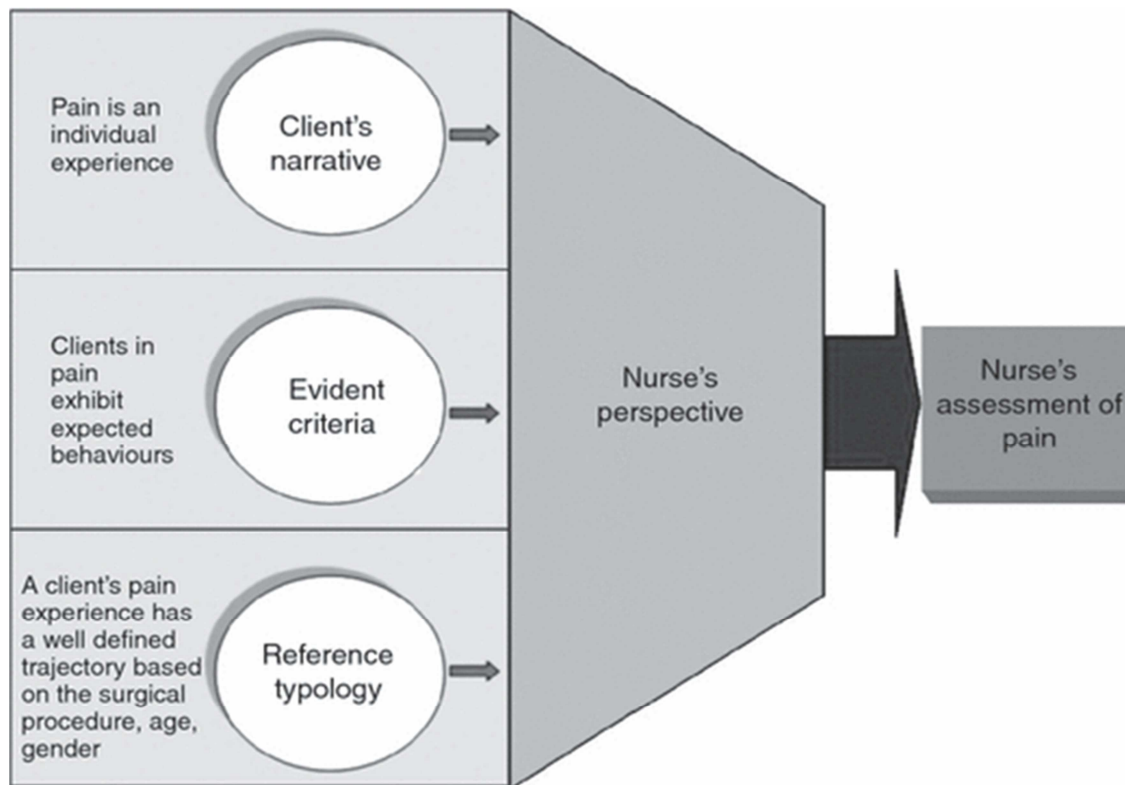 Pain is an
individual
experience
Client's
narrative
Clients in
pain
exhibit
expected
behaviours
Evident
criteria
A client's pain
experience has
a well defined
trajectory based
on the surgical
procedure, age,
gender
Reference
typology
Nurse's
perspective
Nurse's
assessment of
pain